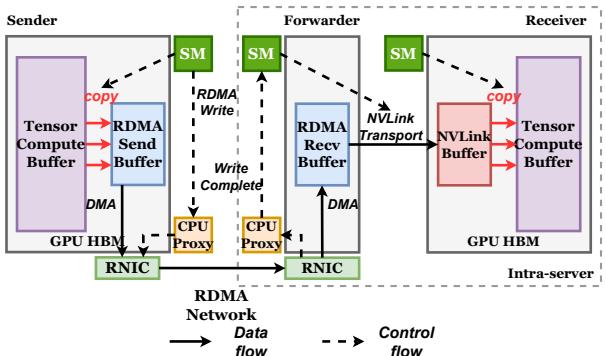 Sender
Forwarder
Receiver
SM
SM
SM
copy
RDMA
Write
NVLink
Transport
copy
Tensor
Compute
Buffer
RDMA
Send
Buffer
RDMA
Recv
Buffer
NVLink
Buffer
Tensor
Compute
Buffer
Write
Complete
DMA
DMA
CPU
Proxy
CPU
Proxy
GPU HBM
GPU HBM
RNIC
RNIC
Intra-server
RDMA
Network
Data
flow
Control
flow